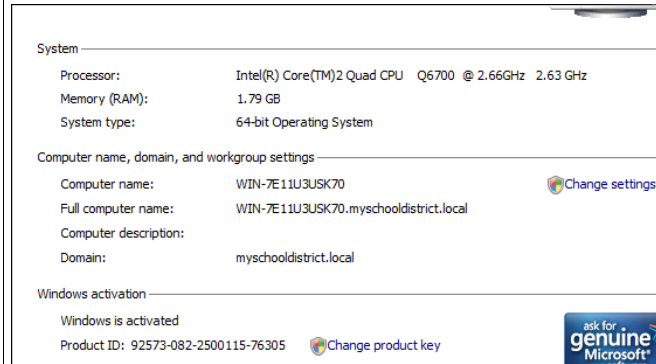 System
Processor: Intel(R) Core(TM)2 Quad CPU Q6700 @ 2.66GHz 2.63 GHz
Memory (RAM): 1.79 GB
System type: 64-bit Operating System
Computer name, domain, and workgroup settings
Computer name: WIN-7E11U3USK70 Change settings
Full computer name: WIN-7E11U3USK70.myschooldistrict.local
Computer description:
Domain: myschooldistrict.local
Windows activation
Windows is activated
Product ID: 92573-082-2500115-76305 Change product key
ask for
genuine
Microsoft